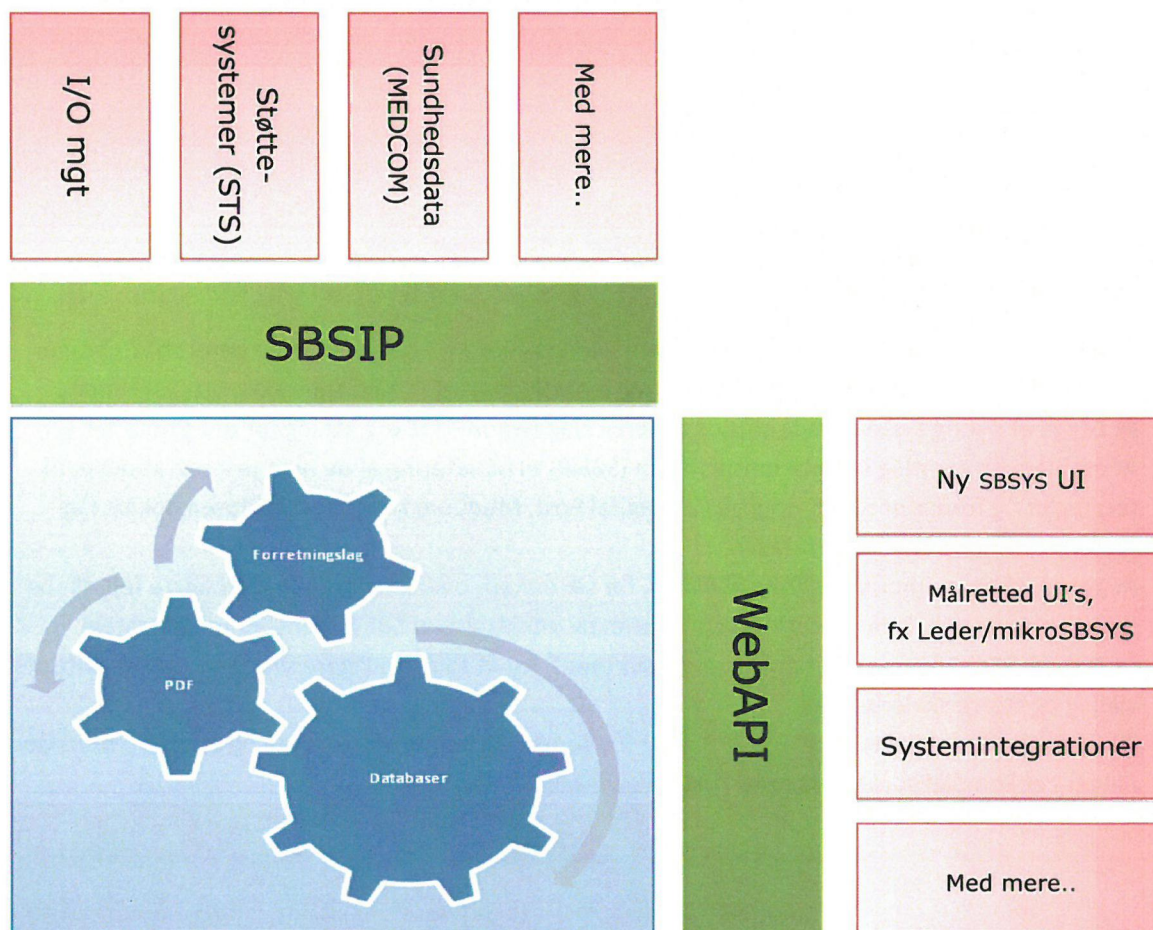 I/O mgt
Støtte-
systemer (STS)
Sundhedsdata
(MEDCOM)
Med mere..
SBSIP
Forretningslag
PDF
Databaser
WebAPI
Ny SBSYS UI
Målretted UI's,
fx Leder/mikroSBSYS
Systemintegrationer
Med mere..